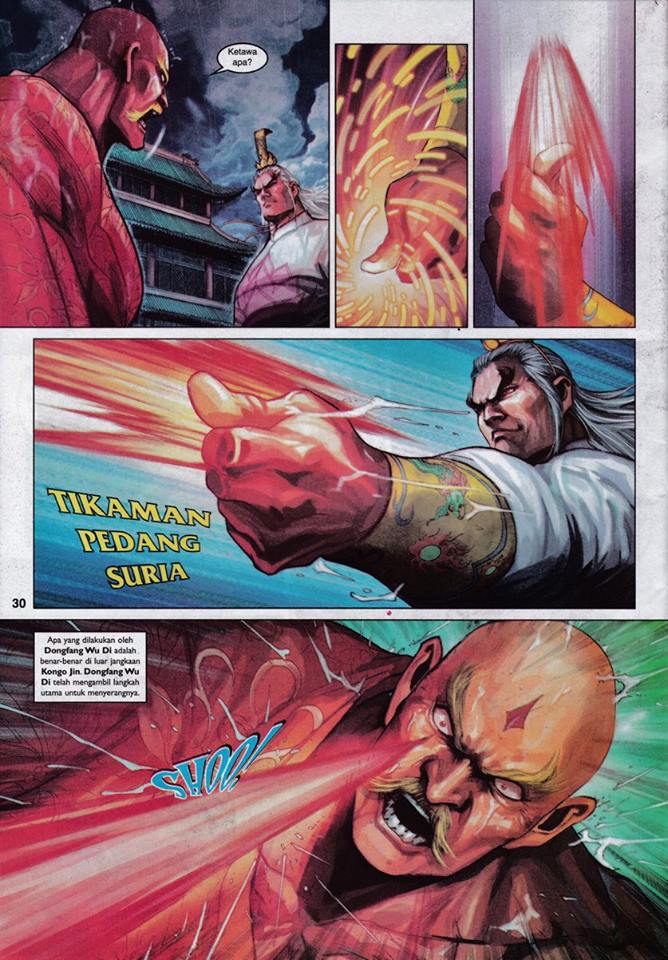 Ketawa
apa?
TIKAMAN
PEDANG
SURIA
30
Apa yang dilakukan oleh
Dongfang Wu Di adalah
benar-benar di luar jangkaan
Kongo Jin. Dongfang Wu
Di telah mengambil langkah
utama untuk menyerangnya.
SHOO!